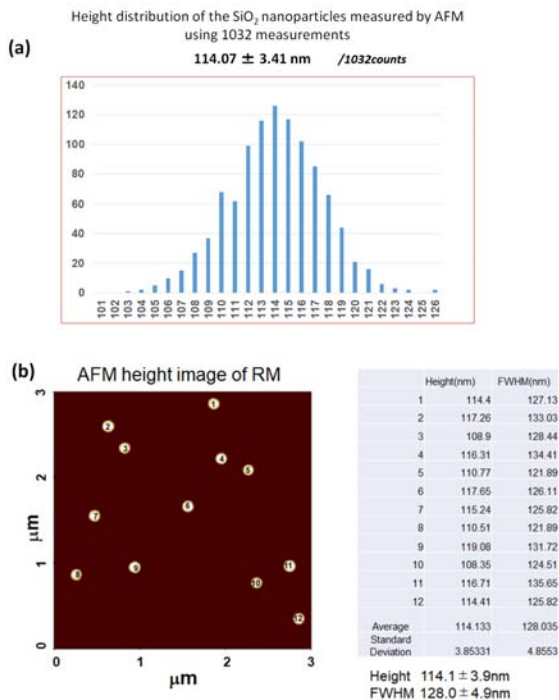 Height distribution of the SiO₂ nanoparticles measured by AFM
using 1032 measurements
(a)
114.07 ± 3.41 nm /1032counts
140
120
100
80
60
40
20
0
101 102 103 104 105 106 107 108 109 110 111 112 113 114 115 116 117 118 119 120 121 122 123 124 125 126
(b)
AFM height image of RM
3
2
1
0
μm
0 1 2 3
μm
1
2
3
4
5
6
7
8
9
10
11
12
Height(nm) FWHM(nm)
1 114.4 127.13
2 117.26 133.03
3 108.9 128.44
4 116.31 134.41
5 110.77 121.89
6 117.65 126.11
7 115.24 125.82
8 110.51 121.89
9 119.08 131.72
10 108.35 124.51
11 116.71 135.65
12 114.41 125.82
Average 114.133 128.035
Standard
Deviation 3.85331 4.8553
Height 114.1 ± 3.9nm
FWHM 128.0 ± 4.9nm